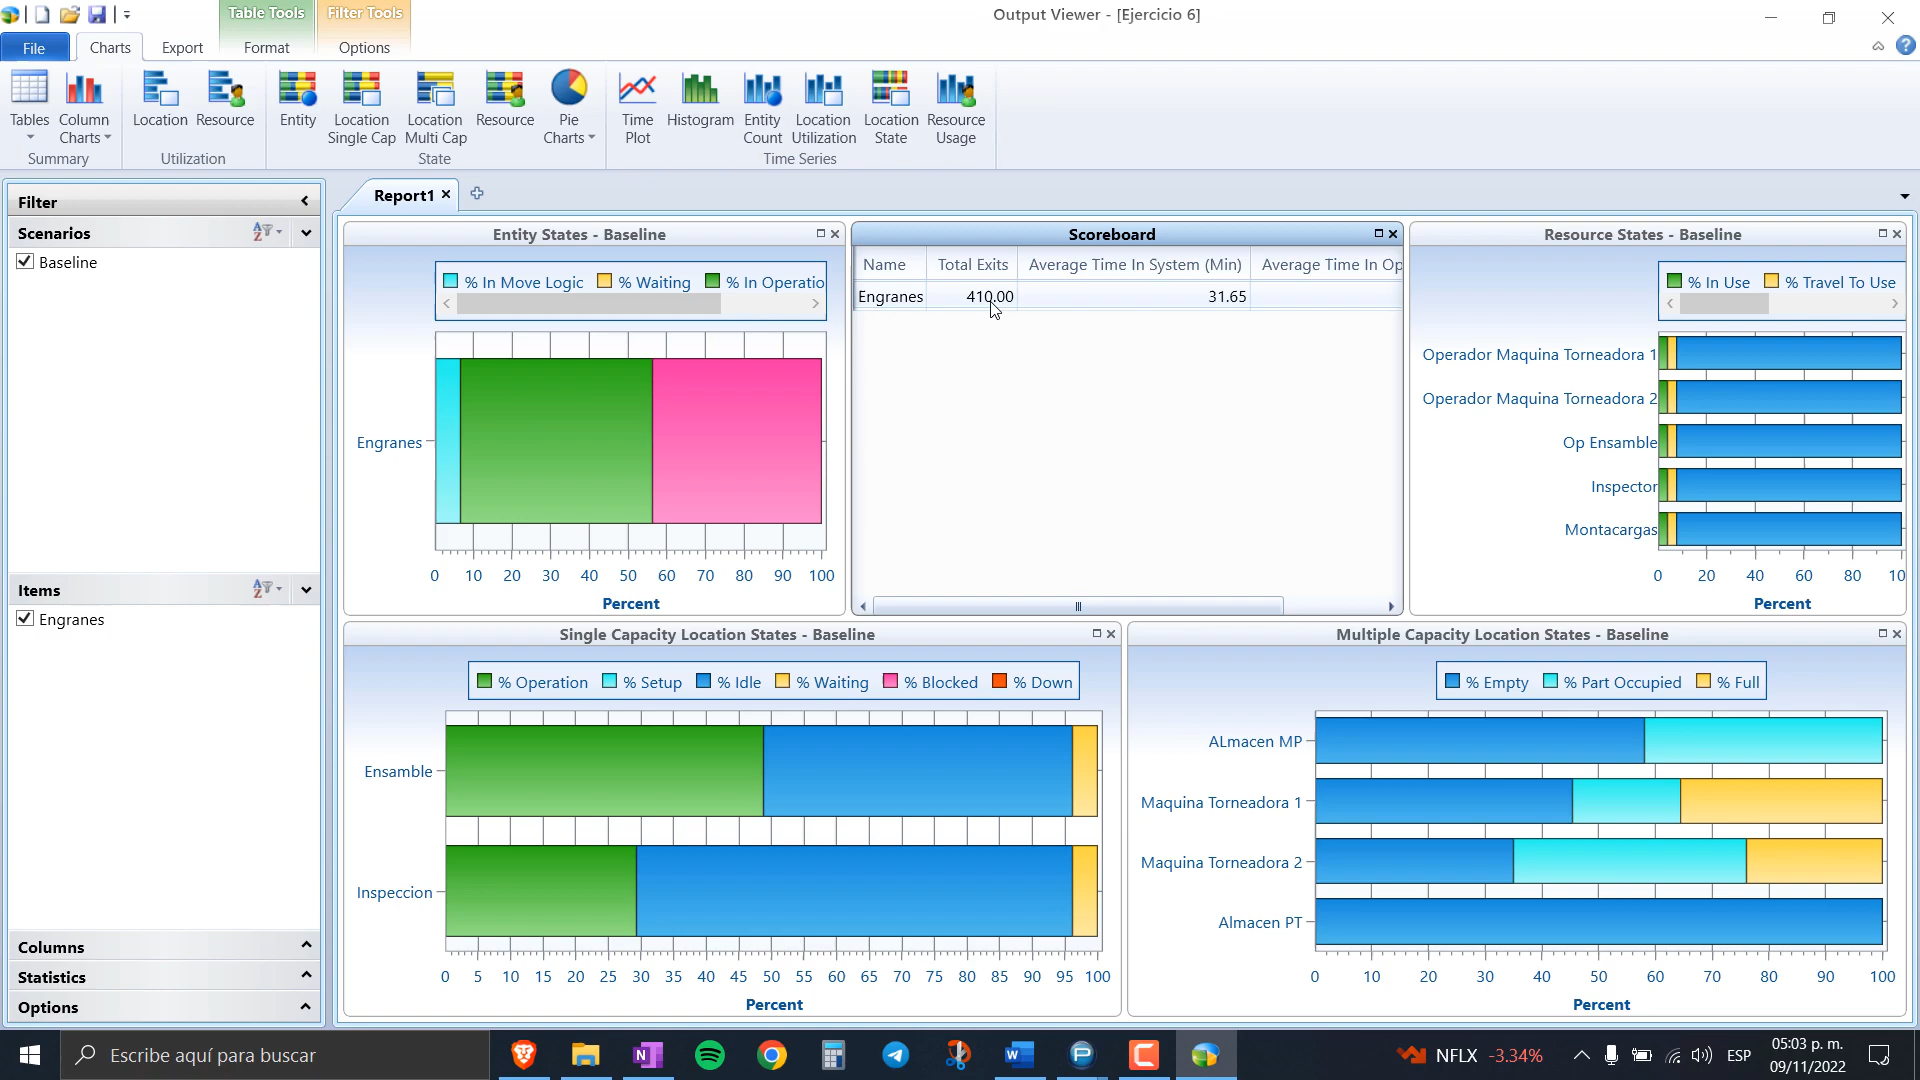 Table Tools
Filter Tools
Output Viewer - [Ejercicio 6]
File
Charts
Export
Format
Options
Tables
Column Charts
Summary
Location
Resource
Utilization
Entity
Location Single Cap
Location Multi Cap
Resource
Pie Charts
State
Time Plot
Histogram
Entity Count
Location Utilization
Location State
Resource Usage
Time Series
Filter
Scenarios
Baseline
Items
Engranes
Columns
Statistics
Options
Report1
Entity States - Baseline
% In Move Logic % Waiting % In Operatio
Engranes
0 10 20 30 40 50 60 70 80 90 100
Percent
Scoreboard
Name Total Exits Average Time In System (Min) Average Time In Op
Engranes 410.00 31.65
Resource States - Baseline
% In Use % Travel To Use
Operador Maquina Torneadora 1
Operador Maquina Torneadora 2
Op Ensamble
Inspector
Montacargas
0 20 40 60 80 10
Percent
Single Capacity Location States - Baseline
% Operation % Setup % Idle % Waiting % Blocked % Down
Ensamble
Inspeccion
0 5 10 15 20 25 30 35 40 45 50 55 60 65 70 75 80 85 90 95 100
Percent
Multiple Capacity Location States - Baseline
% Empty % Part Occupied % Full
ALmacen MP
Maquina Torneadora 1
Maquina Torneadora 2
Almacen PT
0 10 20 30 40 50 60 70 80 90 100
Percent
Escribe aquí para buscar
NFLX -3.34%
ESP
05:03 p. m.
09/11/2022